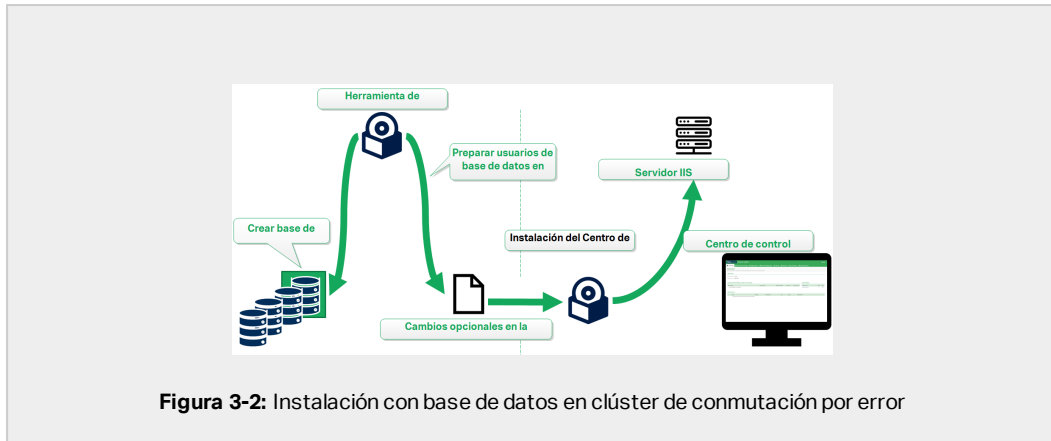 Herramienta de
Preparar usuarios de
base de datos en
Servidor IIS
Crear base de
Instalación del Centro de
Centro de control
Cambios opcionales en la
Figura 3-2: Instalación con base de datos en clúster de conmutación por error